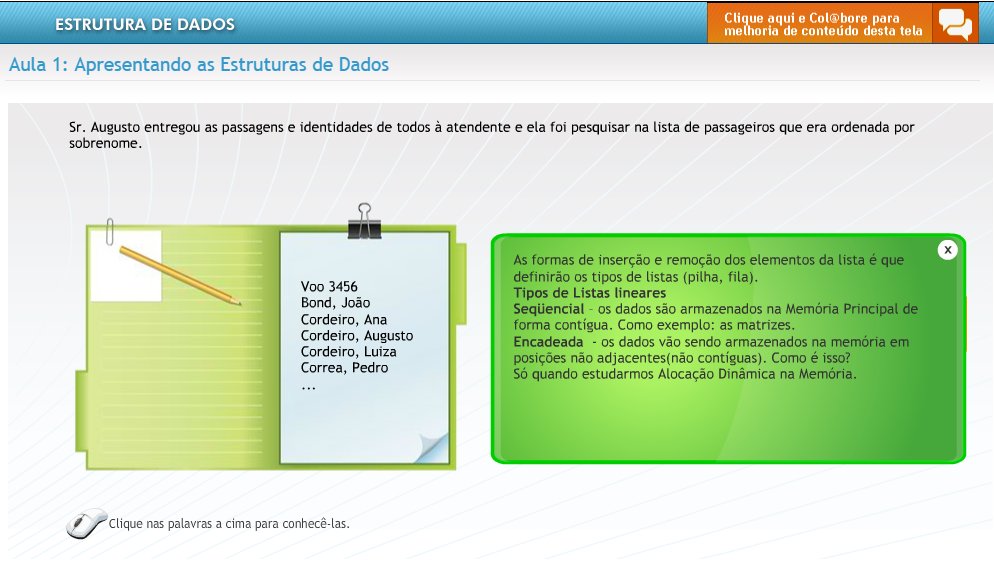 ESTRUTURA DE DADOS
Clique aqui e Col@bore para
melhoria de conteúdo desta tela
Aula 1: Apresentando as Estruturas de Dados
Sr. Augusto entregou as passagens e identidades de todos à atendente e ela foi pesquisar na lista de passageiros que era ordenada por
sobrenome.
Voo 3456
Bond, João
Cordeiro, Ana
Cordeiro, Augusto
Cordeiro, Luiza
Correa, Pedro
...
X
As formas de inserção e remoção dos elementos da lista é que
definirão os tipos de listas (pilha, fila).
Tipos de Listas lineares
Seqüencial – os dados são armazenados na Memória Principal de
forma contígua. Como exemplo: as matrizes.
Encadeada - os dados vão sendo armazenados na memória em
posições não adjacentes(não contíguas). Como é isso?
Só quando estudarmos Alocação Dinâmica na Memória.
Clique nas palavras a cima para conhecê-las.